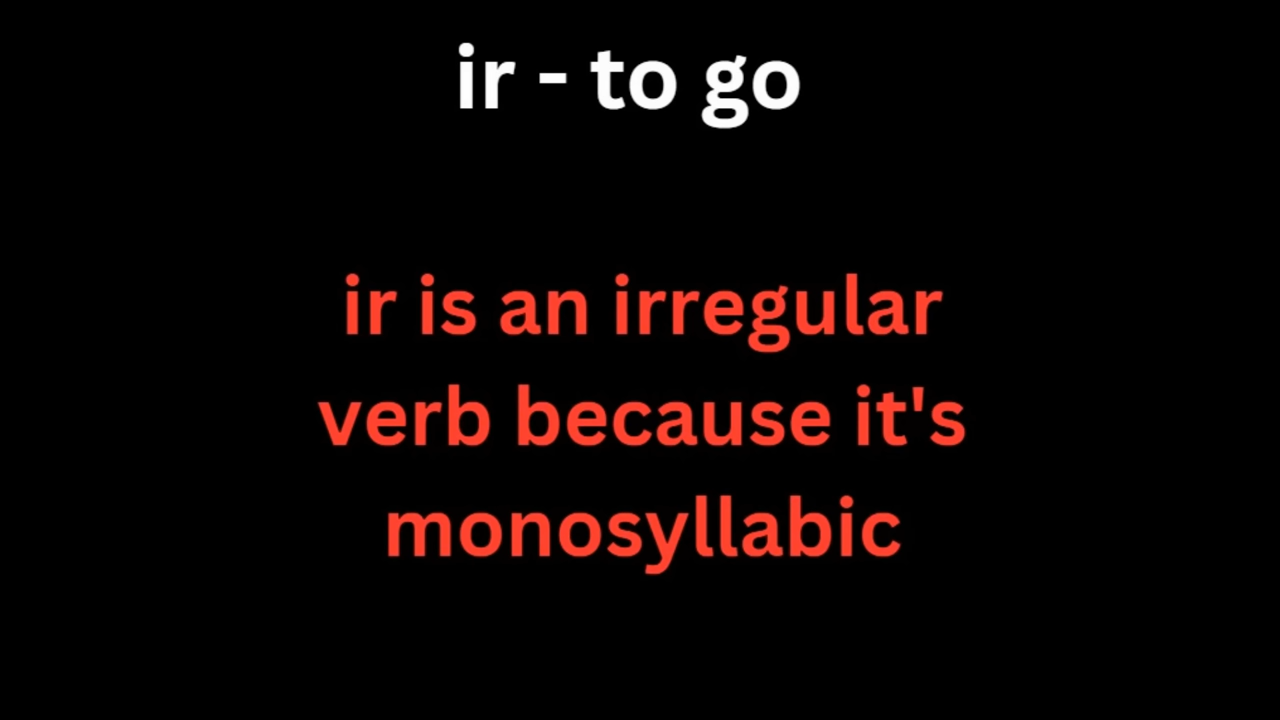 ir - to go
ir is an irregular
verb because it's
monosyllabic